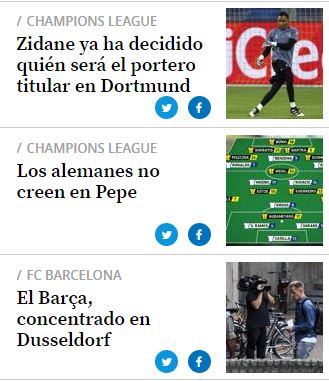 / CHAMPIONS LEAGUE
Zidane ya ha decidido
quién será el portero
titular en Dortmund
/ CHAMPIONS LEAGUE
Los alemanes no
creen en Pepe
/ FC BARCELONA
El Barça,
concentrado en
Dusseldorf